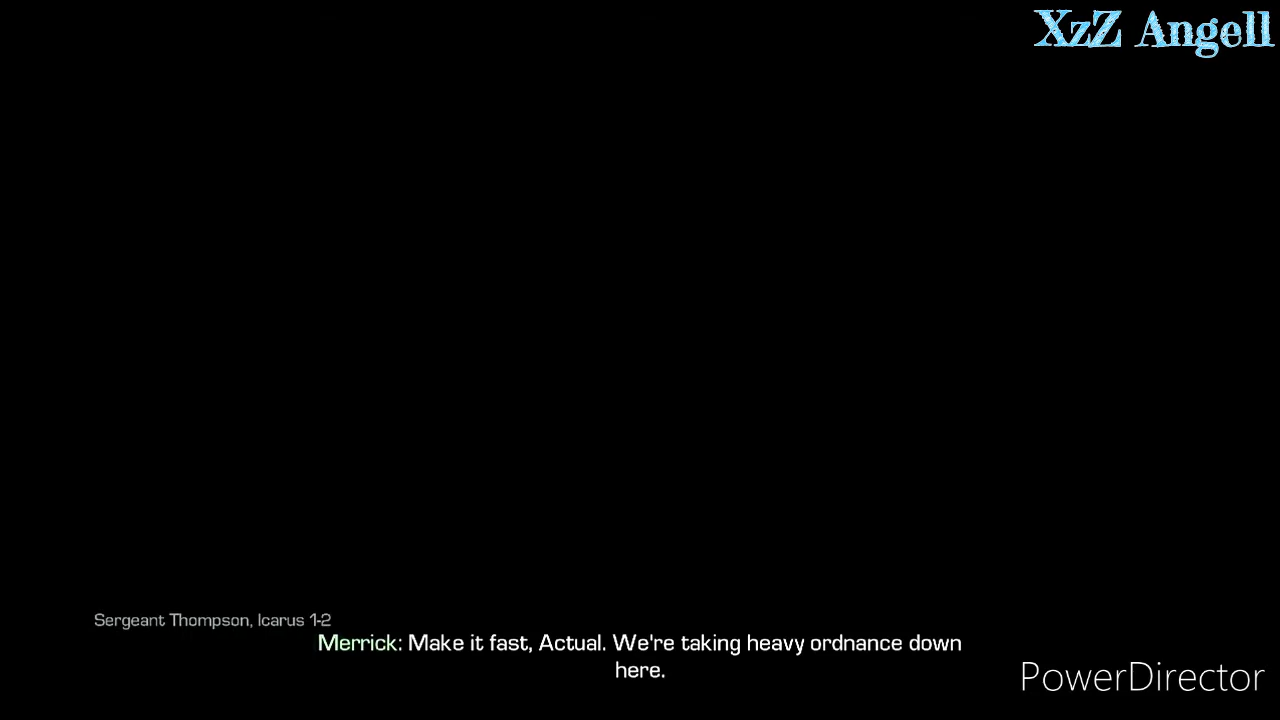 XzZ Angell
Sergeant Thompson, Icarus 1-2
Merrick: Make it fast, Actual. We're taking heavy ordnance down
here.
PowerDirector